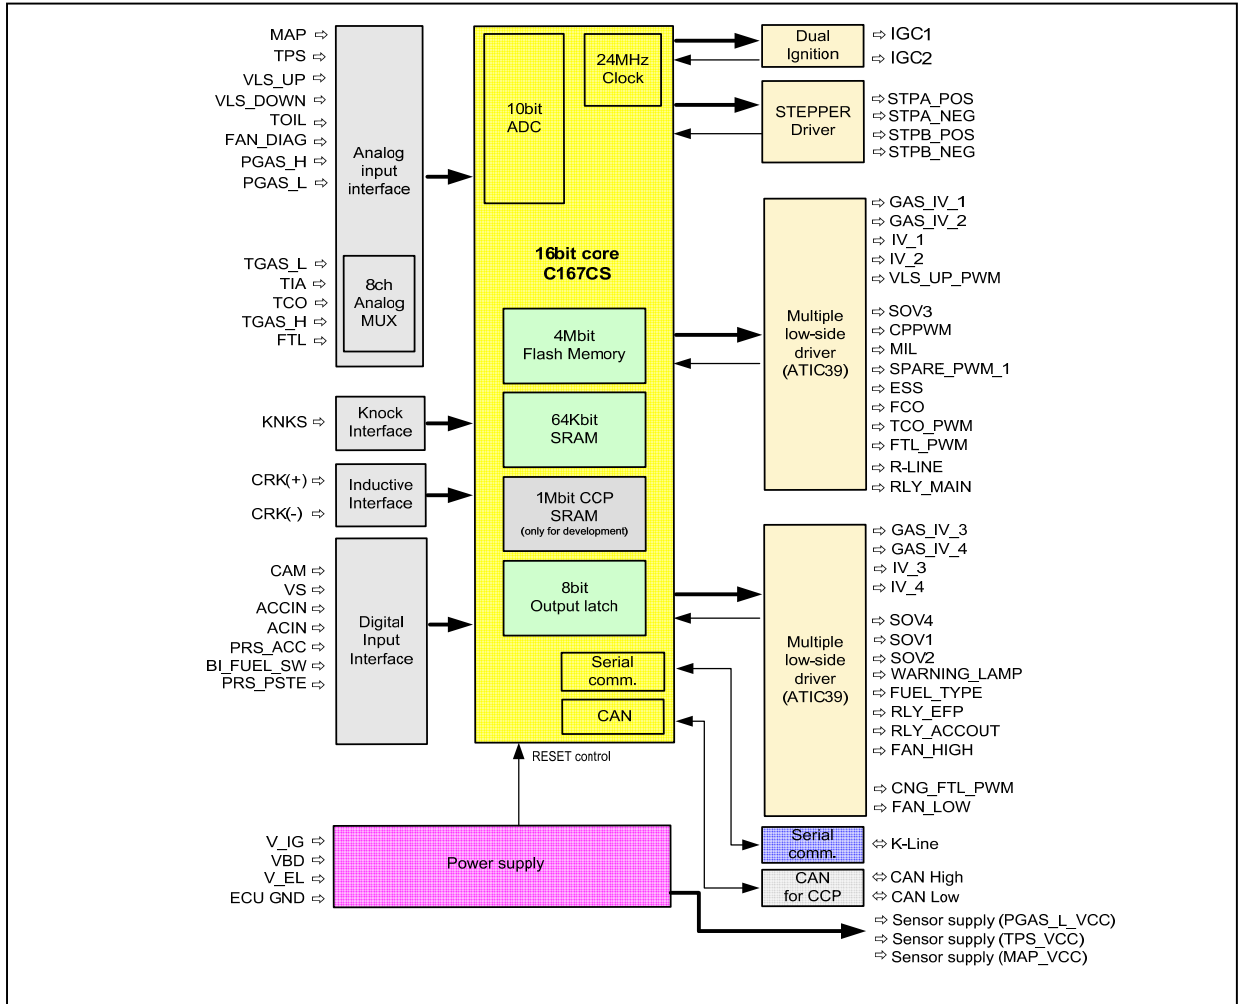 MAP
TPS
VLS_UP
VLS_DOWN
TOIL
FAN_DIAG
PGAS_H
PGAS_L
TGAS_L
TIA
TCO
TGAS_H
FTL
Analog
input
interface
8ch
Analog
MUX
KNKS
Knock
Interface
CRK(+)
CRK(-)
Inductive
Interface
CAM
VS
ACCIN
ACIN
PRS_ACC
BI_FUEL_SW
PRS_PSTE
Digital
Input
Interface
10bit
ADC
24MHz
Clock
16bit core
C167CS
4Mbit
Flash Memory
64Kbit
SRAM
1Mbit CCP
SRAM
(only for development)
8bit
Output latch
Serial
comm.
CAN
RESET control
V_IG
VBD
V_EL
ECU GND
Power supply
Dual
Ignition
IGC1
IGC2
STEPPER
Driver
STPA_POS
STPA_NEG
STPB_POS
STPB_NEG
Multiple
low-side
driver
(ATIC39)
GAS_IV_1
GAS_IV_2
IV_1
IV_2
VLS_UP_PWM
SOV3
CPPWM
MIL
SPARE_PWM_1
ESS
FCO
TCO_PWM
FTL_PWM
R-LINE
RLY_MAIN
Multiple
low-side
driver
(ATIC39)
GAS_IV_3
GAS_IV_4
IV_3
IV_4
SOV4
SOV1
SOV2
WARNING_LAMP
FUEL_TYPE
RLY_EFP
RLY_ACCOUT
FAN_HIGH
CNG_FTL_PWM
FAN_LOW
Serial
comm.
K-Line
CAN
for CCP
CAN High
CAN Low
Sensor supply (PGAS_L_VCC)
Sensor supply (TPS_VCC)
Sensor supply (MAP_VCC)